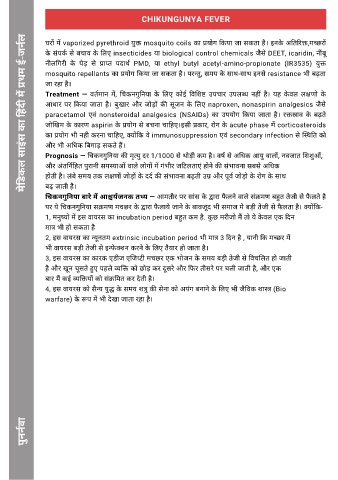 CHIKUNGUNYA FEVER
मेडिकल साइंस का हिंदी में प्रथम ई-जर्नल
घरों में vaporized pyrethroid युक्त mosquito coils का प्रयोग किया जा सकता है। इनके अतिरिक्त,मच्छरों
के संपर्क से बचाव के लिए insecticides या biological control chemicals जैसे DEET, icaridin, नींबू
नीलगिरी के पेड़ से प्राप्त पदार्थ PMD, या ethyl butyl acetyl-amino-propionate (IR3535) युक्त
mosquito repellants का प्रयोग किया जा सकता है। परन्तु, समय के साथ-साथ इनसे resistance भी बढ़ता
जा रहा है।
Treatment — वर्तमान में, चिकनगुनिया के लिए कोई विशिष्ट उपचार उपलब्ध नहीं है। यह केवल लक्षणों के
आधार पर किया जाता है। बुखार और जोड़ों की सूजन के लिए naproxen, nonaspirin analgesics जैसे
paracetamol एवं nonsteroidal analgesics (NSAIDs) का उपयोग किया जाता है। रक्तस्त्राव के बढ़ते
जोखिम के कारण aspirin के प्रयोग से बचना चाहिए।इसी प्रकार, रोग के acute phase में corticosteroids
का प्रयोग भी नही करना चाहिए, क्योंकि वे immunosuppression एवं secondary infection से स्थिति को
और भी अधिक बिगाड़ सकते हैं।
Prognosis — चिकनगुनिया की मृत्यु दर 1/1000 से थोड़ी कम है। वर्ष से अधिक आयु वालों, नवजात शिशुओं,
और अंतर्निहित पुरानी समस्याओं वाले लोगों में गंभीर जटिलताएं होने की संभावना सबसे अधिक
होती है। लंबे समय तक लक्षणों जोड़ों के दर्द की संभावना बढ़ती उम्र और पूर्व जोड़ो के रोग के साथ
बढ़ जाती है।
चिकनगुनिया बारे में आश्चर्यजनक तथ्य — आमतौर पर सांस के द्वारा फैलने वाले संक्रमण बहुत तेजी से फैलते है
पर ये चिकनगुनिया सक्रमण मच्छर के द्वारा फैलाये जाने के बावजूद भी समाज में बड़ी तेजी से फैलता है। क्योंकि-
1, मनुष्यों में इस वायरस का incubation period बहुत कम है. कुछ मरीजो में तो ये केवल एक दिन
मात्र भी हो सकता है
2, इस वायरस का न्यूनतम extrinsic incubation period भी मात्र 3 दिन है , यानी कि मच्छर में
भी वायरस बड़ी तेजी से इन्फेक्शन करने के लिए तैयार हो जाता है।
3, इस वायरस का कारक एडीज एजिप्टी मच्छर एक भोजन के समय बड़ी तेजी से विचलित हो जाती
है और खून चूसते हुए पहले व्यक्ति को छोड़ कर दूसरे और फिर तीसरे पर चली जाती है, और एक
बार में कई व्यक्तियों को संक्रमित कर देती है।
4, इस वायरस को सैन्य युद्ध के समय शत्रु की सेना को अपंग बनाने के लिए भी जैविक शास्त्र (Bio
warfare) के रूप में भी देखा जाता रहा है।
पुनर्नवा